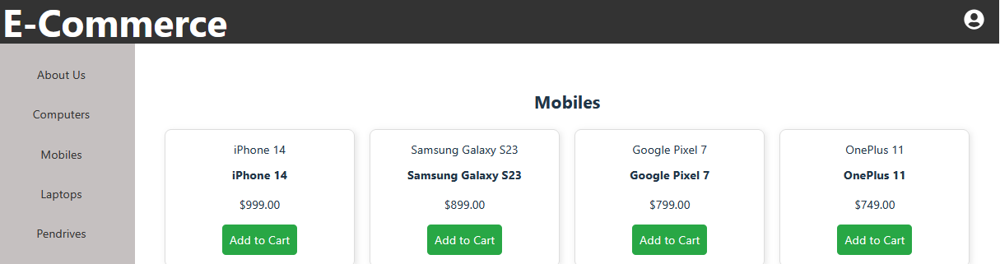 E-Commerce
About Us
Computers
Mobiles
Laptops
Pendrives
Mobiles
iPhone 14
iPhone 14
$999.00
Add to Cart
Samsung Galaxy S23
Samsung Galaxy S23
$899.00
Add to Cart
Google Pixel 7
Google Pixel 7
$799.00
Add to Cart
OnePlus 11
OnePlus 11
$749.00
Add to Cart